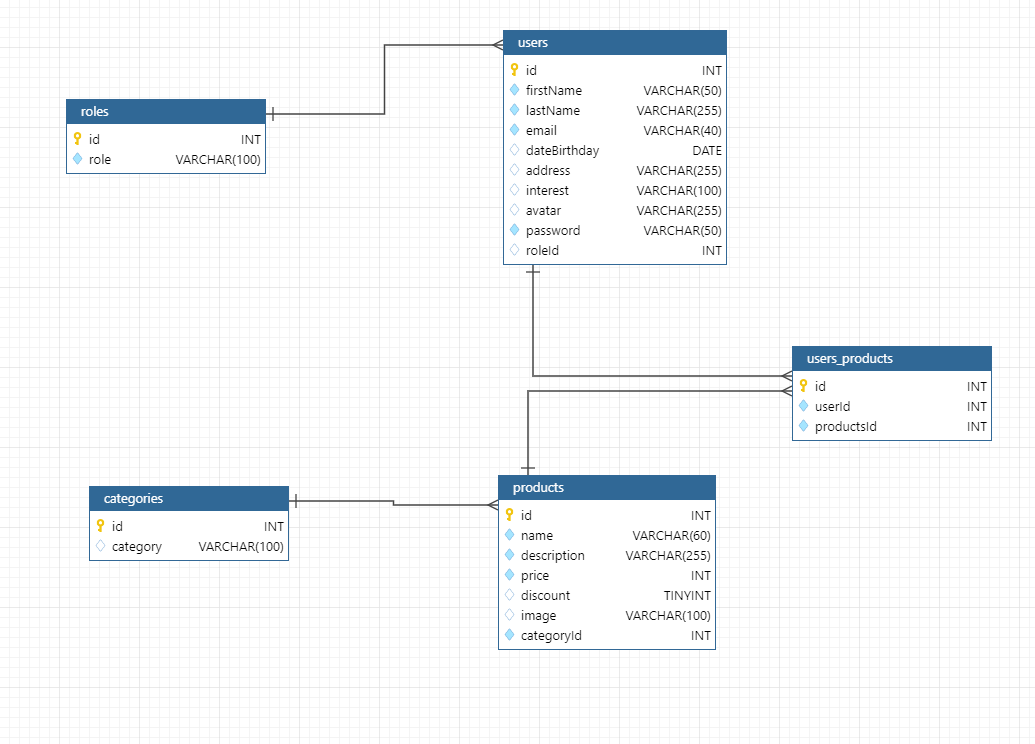 users
id INT
firstName VARCHAR(50)
lastName VARCHAR(255)
email VARCHAR(40)
dateBirthday DATE
address VARCHAR(255)
interest VARCHAR(100)
avatar VARCHAR(255)
password VARCHAR(50)
roleId INT
roles
id INT
role VARCHAR(100)
users_products
id INT
userId INT
productsId INT
categories
id INT
category VARCHAR(100)
products
id INT
name VARCHAR(60)
description VARCHAR(255)
price INT
discount TINYINT
image VARCHAR(100)
categoryId INT